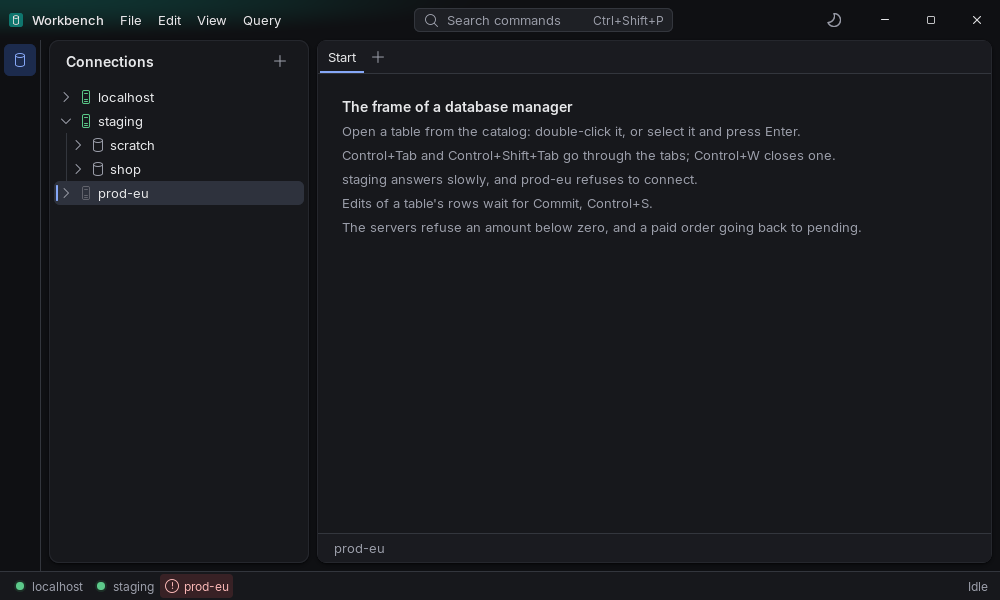 Workbench File Edit View Query Search commands Ctrl+Shift+P
Connections
localhost
staging
scratch
shop
prod-eu
Start
The frame of a database manager
Open a table from the catalog: double-click it, or select it and press Enter.
Control+Tab and Control+Shift+Tab go through the tabs; Control+W closes one.
staging answers slowly, and prod-eu refuses to connect.
Edits of a table's rows wait for Commit, Control+S.
The servers refuse an amount below zero, and a paid order going back to pending.
prod-eu
localhost staging prod-eu Idle